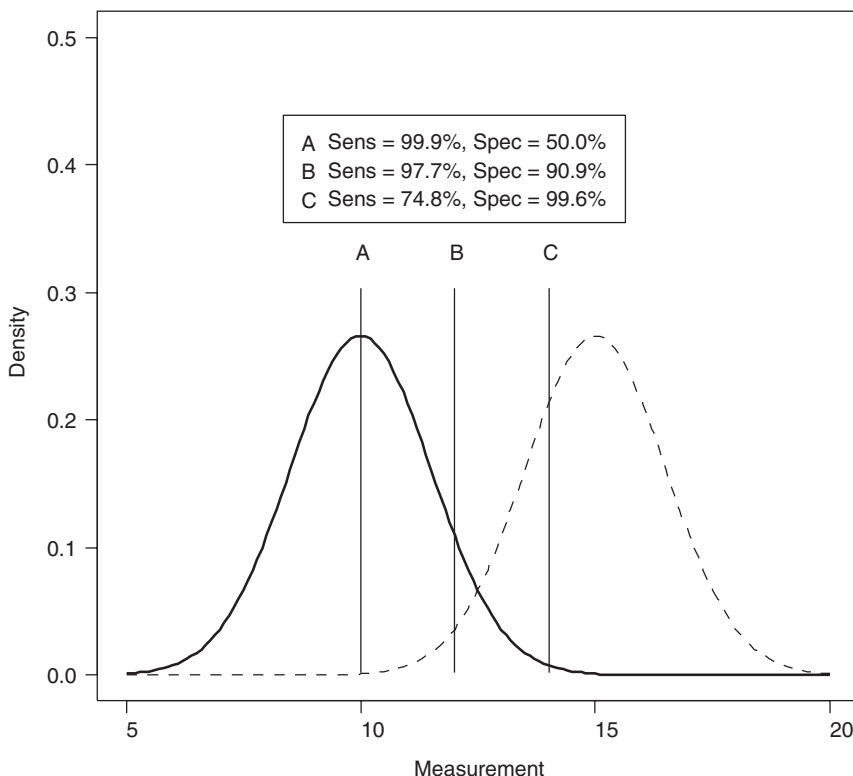 0.5
0.4
0.3
0.2
0.1
0.0
Density
A Sens = 99.9%, Spec = 50.0%
B Sens = 97.7%, Spec = 90.9%
C Sens = 74.8%, Spec = 99.6%
A B C
5 10 15 20
Measurement